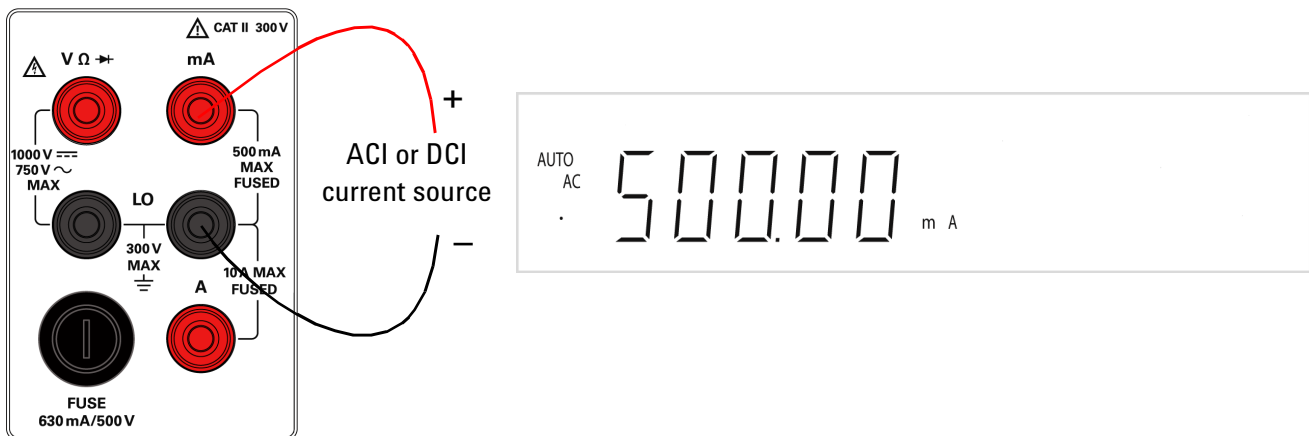 CAT II 300 V
V Ω
mA
1000 V
750 V
MAX
500 mA
MAX
FUSED
LO
300 V
MAX
10 A MAX
FUSED
A
FUSE
630 mA/500 V
+
ACI or DCI
current source
–
AUTO
AC
500.00
m A